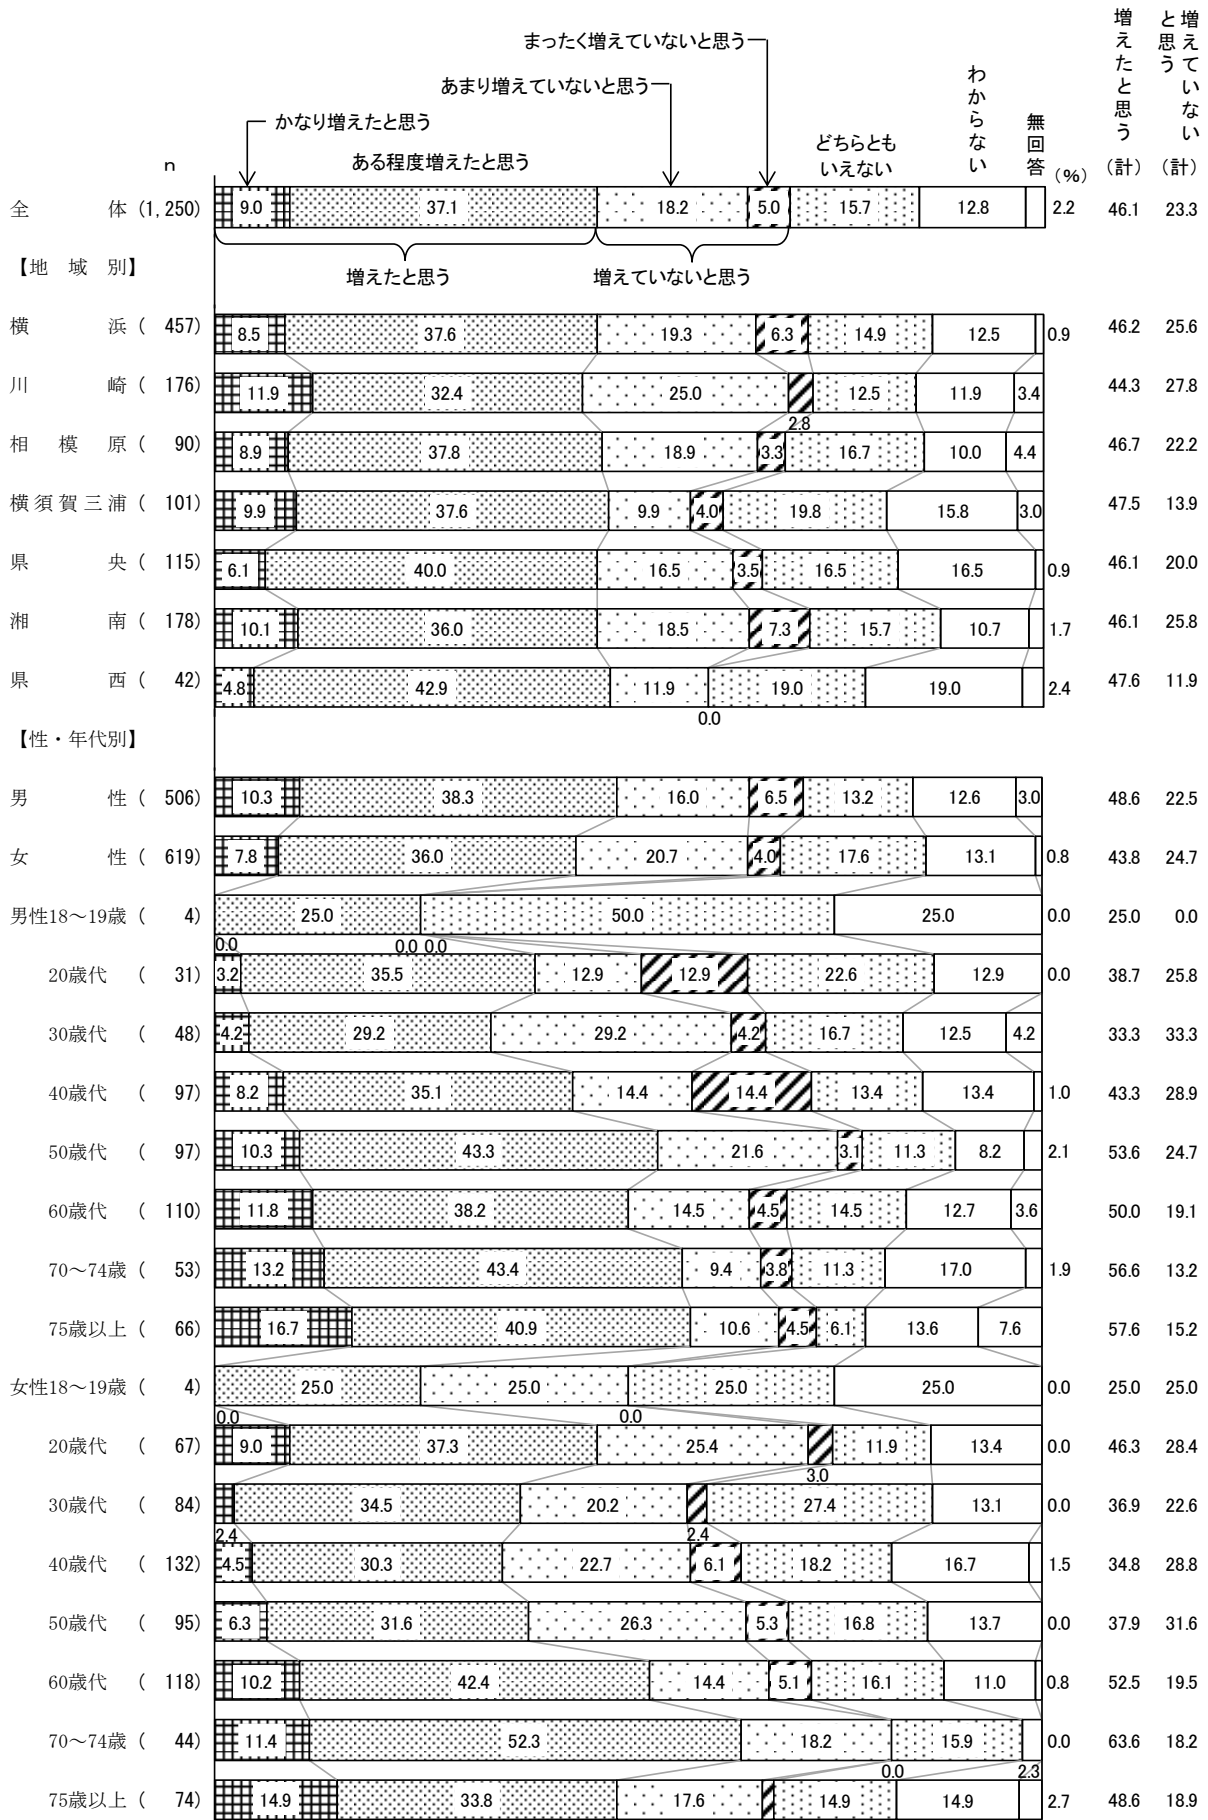 まったく増えていないと思う
あまり増えていないと思う
かなり増えたと思う
ある程度増えたと思う
どちらとも
いえない
わからない
無回答
増えたと思う
(計)
増えていない
と思う
(計)
n
(%)
全体 (1,250) 9.0 37.1 18.2 5.0 15.7 12.8 2.2 46.1 23.3
増えたと思う 増えていないと思う
【地域別】
横浜 ( 457) 8.5 37.6 19.3 6.3 14.9 12.5 0.9 46.2 25.6
川崎 ( 176) 11.9 32.4 25.0 12.5 11.9 3.4 44.3 27.8
2.8
相模原 ( 90) 8.9 37.8 18.9 3.3 16.7 10.0 4.4 46.7 22.2
横須賀三浦 ( 101) 9.9 37.6 9.9 4.0 19.8 15.8 3.0 47.5 13.9
県央 ( 115) 6.1 40.0 16.5 3.5 16.5 16.5 0.9 46.1 20.0
湘南 ( 178) 10.1 36.0 18.5 7.3 15.7 10.7 1.7 46.1 25.8
県西 ( 42) 4.8 42.9 11.9 19.0 19.0 2.4 47.6 11.9
0.0
【性・年代別】
男性 ( 506) 10.3 38.3 16.0 6.5 13.2 12.6 3.0 48.6 22.5
女性 ( 619) 7.8 36.0 20.7 4.0 17.6 13.1 0.8 43.8 24.7
男性18～19歳 ( 4) 25.0 50.0 25.0 0.0 25.0 0.0
0.0 0.0 0.0
20歳代 ( 31) 3.2 35.5 12.9 12.9 22.6 12.9 0.0 38.7 25.8
30歳代 ( 48) 4.2 29.2 29.2 4.2 16.7 12.5 4.2 33.3 33.3
40歳代 ( 97) 8.2 35.1 14.4 14.4 13.4 13.4 1.0 43.3 28.9
50歳代 ( 97) 10.3 43.3 21.6 3.1 11.3 8.2 2.1 53.6 24.7
60歳代 ( 110) 11.8 38.2 14.5 4.5 14.5 12.7 3.6 50.0 19.1
70～74歳 ( 53) 13.2 43.4 9.4 3.8 11.3 17.0 1.9 56.6 13.2
75歳以上 ( 66) 16.7 40.9 10.6 4.5 6.1 13.6 7.6 57.6 15.2
女性18～19歳 ( 4) 25.0 25.0 25.0 25.0 0.0 25.0 25.0
0.0 0.0
20歳代 ( 67) 9.0 37.3 25.4 11.9 13.4 0.0 46.3 28.4
3.0
30歳代 ( 84) 34.5 20.2 27.4 13.1 0.0 36.9 22.6
2.4 2.4
40歳代 ( 132) 4.5 30.3 22.7 6.1 18.2 16.7 1.5 34.8 28.8
50歳代 ( 95) 6.3 31.6 26.3 5.3 16.8 13.7 0.0 37.9 31.6
60歳代 ( 118) 10.2 42.4 14.4 5.1 16.1 11.0 0.8 52.5 19.5
70～74歳 ( 44) 11.4 52.3 18.2 15.9 0.0 63.6 18.2
0.0 2.3
75歳以上 ( 74) 14.9 33.8 17.6 14.9 14.9 2.7 48.6 18.9